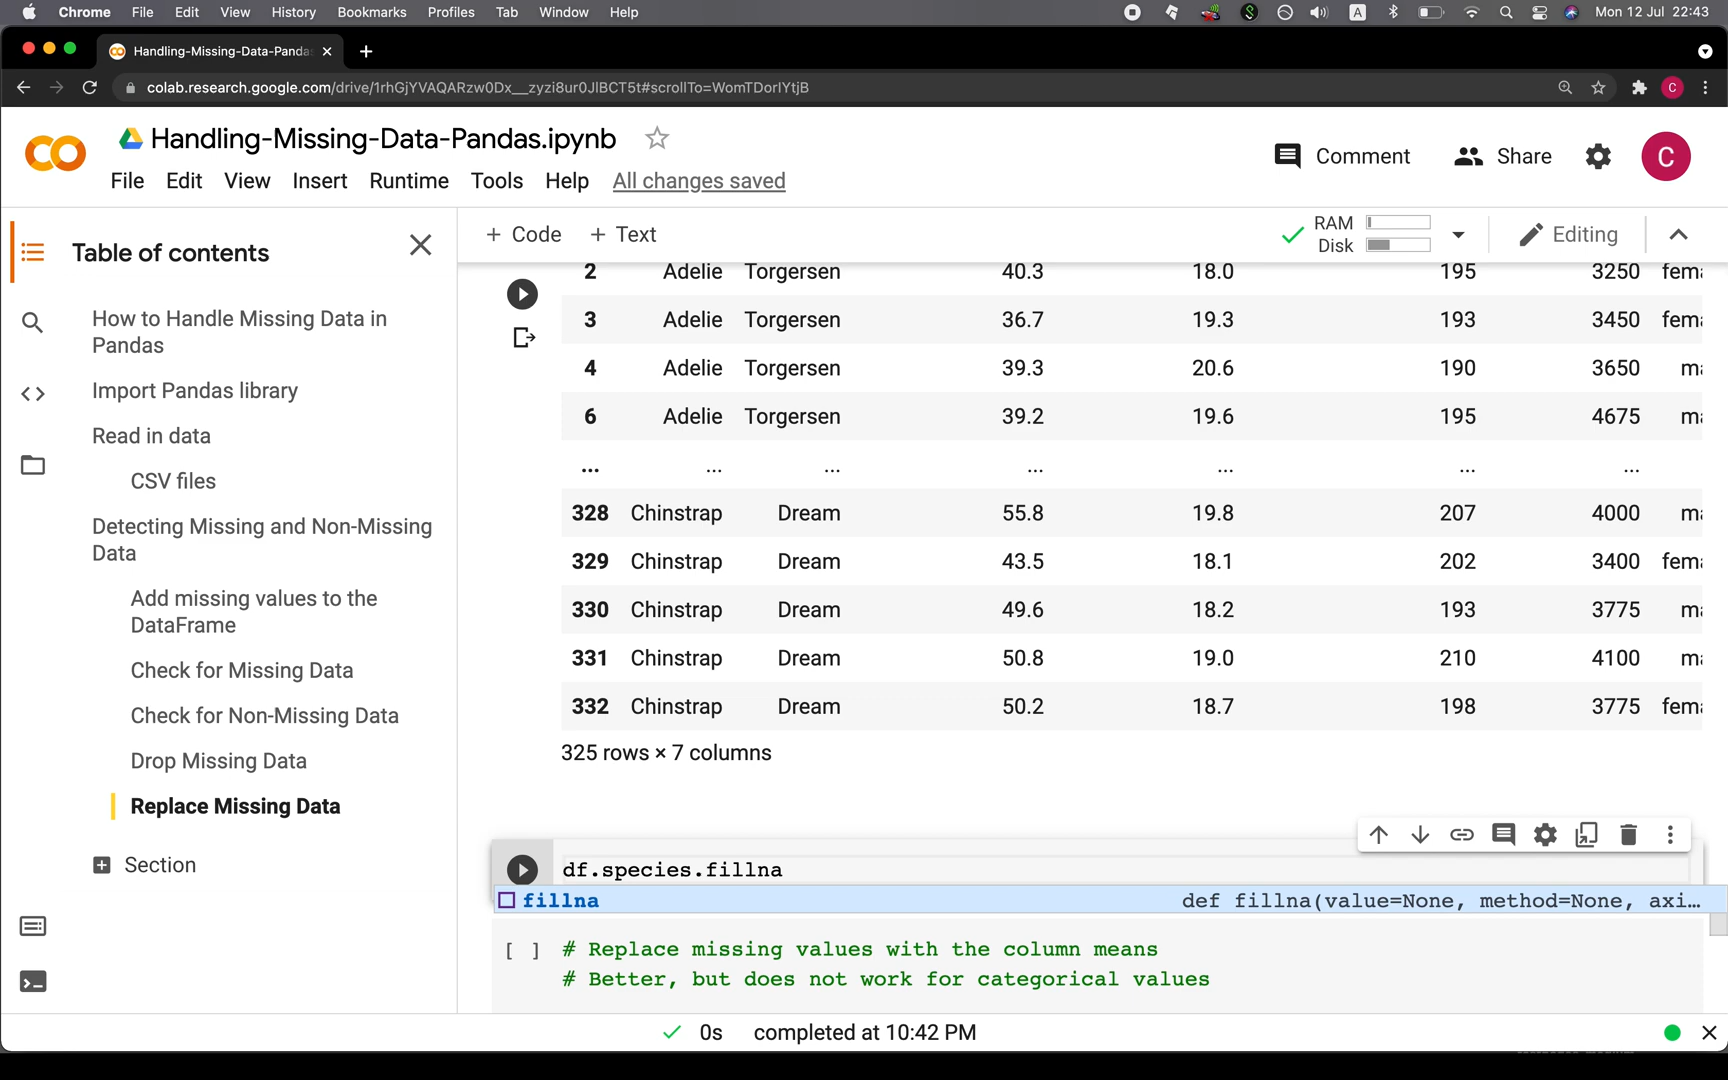 Chrome File Edit View History Bookmarks Profiles Tab Window Help A Mon 12 Jul 22:43
Handling-Missing-Data-Panda
colab.research.google.com/drive/1rhGjYVAQARzw0Dx__zyzi8ur0JlBCT5t#scrollTo=WomTDorIYtjB C
Handling-Missing-Data-Pandas.ipynb
Comment Share C
File Edit View Insert Runtime Tools Help All changes saved
Table of contents
How to Handle Missing Data in
Pandas
Import Pandas library
Read in data
CSV files
Detecting Missing and Non-Missing
Data
Add missing values to the
DataFrame
Check for Missing Data
Check for Non-Missing Data
Drop Missing Data
Replace Missing Data
Section
+ Code + Text RAM
Disk
Editing
2 Adelie Torgersen 40.3 18.0 195 3250 fema
3 Adelie Torgersen 36.7 19.3 193 3450 fema
4 Adelie Torgersen 39.3 20.6 190 3650 ma
6 Adelie Torgersen 39.2 19.6 195 4675 ma
... ... ... ... ... ... ...
328 Chinstrap Dream 55.8 19.8 207 4000 ma
329 Chinstrap Dream 43.5 18.1 202 3400 fema
330 Chinstrap Dream 49.6 18.2 193 3775 ma
331 Chinstrap Dream 50.8 19.0 210 4100 ma
332 Chinstrap Dream 50.2 18.7 198 3775 fema
325 rows × 7 columns
df.species.fillna
fillna def fillna(value=None, method=None, axi...
[ ] # Replace missing values with the column means
# Better, but does not work for categorical values
0s completed at 10:42 PM